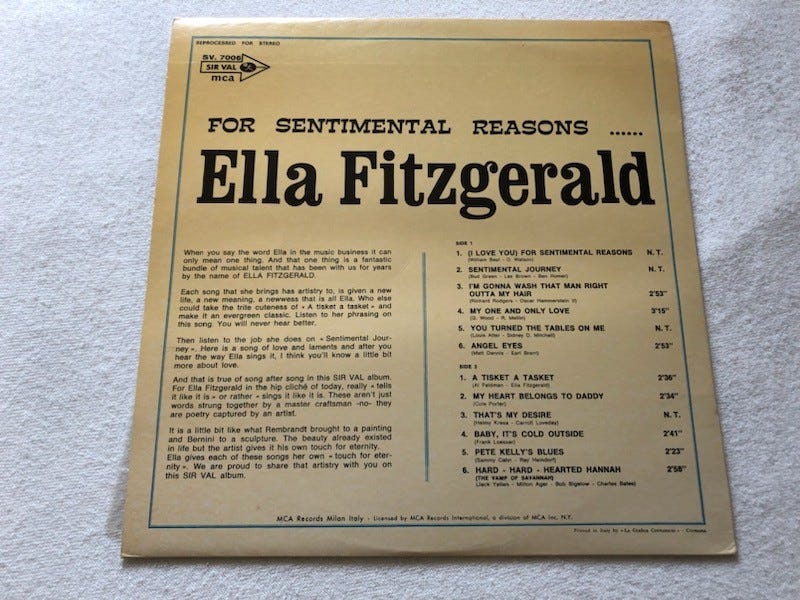 REPROCESSED FOR STEREO
SV. 7006
SIR VAL
mca
FOR SENTIMENTAL REASONS ......
Ella Fitzgerald
When you say the word Ella in the music business it can
only mean one thing. And that one thing is a fantastic
bundle of musical talent that has been with us for years
by the name of ELLA FITZGERALD.
Each song that she brings has artistry to, is given a new
life, a new meaning, a newwess that is all Ella. Who else
could take the trite cuteness of « A tisket a tasket » and
make it an evergreen classic. Listen to her phrasing on
this song. You will never hear better.
Then listen to the job she does on « Sentimental Jour-
ney ». Here is a song of love and laments and after you
hear the way Ella sings it, I think you'll know a little bit
more about love.
And that is true of song after song in this SIR VAL album.
For Ella Fitzgerald in the hip cliché of today, really « tells
it like it is » or rather « sings it like it is. These aren't just
words strung together by a master craftsman -no- they
are poetry captured by an artist.
It is a little bit like what Rembrandt brought to a painting
and Bernini to a sculpture. The beauty already existed
in life but the artist gives it his own touch for eternity.
Ella gives each of these songs her own « touch for eter-
nity ». We are proud to share that artistry with you on
this SIR VAL album.
SIDE 1
1. (I LOVE YOU) FOR SENTIMENTAL REASONS N. T.
(William Best - D. Watson)
2. SENTIMENTAL JOURNEY N. T.
(Bud Green - Les Brown - Ben Homer)
3. I'M GONNA WASH THAT MAN RIGHT
OUTTA MY HAIR 2'53"
(Richard Rodgers - Oscar Hammerstein II)
4. MY ONE AND ONLY LOVE 3'15"
(G. Wood - R. Mellin)
5. YOU TURNED THE TABLES ON ME N. T.
(Louis Alter - Sidney D. Mitchell)
6. ANGEL EYES 2'53"
(Matt Dennis - Earl Brent)
SIDE 2
1. A TISKET A TASKET 2'36"
(Al Feldman - Ella Fitzgerald)
2. MY HEART BELONGS TO DADDY 2'34"
(Cole Porter)
3. THAT'S MY DESIRE N. T.
(Helmy Kresa - Carroll Loveday)
4. BABY, IT'S COLD OUTSIDE 2'41"
(Frank Loesser)
5. PETE KELLY'S BLUES 2'23"
(Sammy Cahn - Ray Heindorf)
6. HARD - HARD - HEARTED HANNAH 2'58"
(THE VAMP OF SAVANNAH)
(Jack Yellen - Milton Ager - Bob Bigelow - Charles Bates)
MCA Records Milan Italy - Licensed by MCA Records International, a division of MCA Inc. N.Y.
Printed in Italy by «La Grafica Cremonese» - Cremona